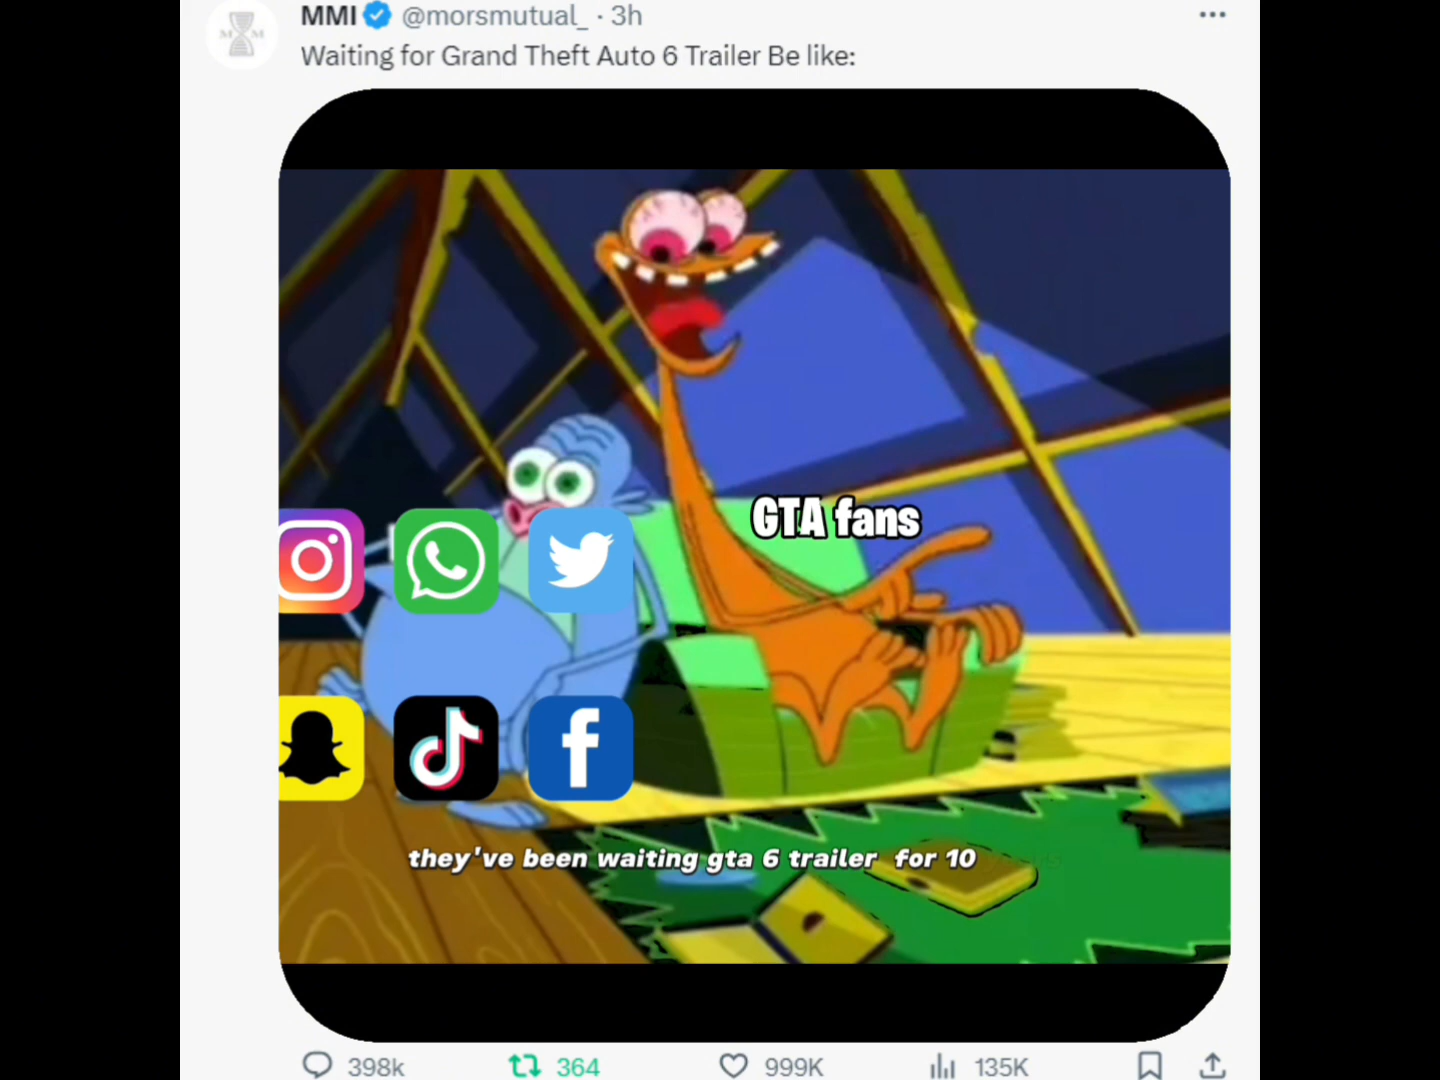 MMI @morsmutual_ · 3h
Waiting for Grand Theft Auto 6 Trailer Be like:
M M
GTA fans
they've been waiting gta 6 trailer for 10
398k 364 999K 135K